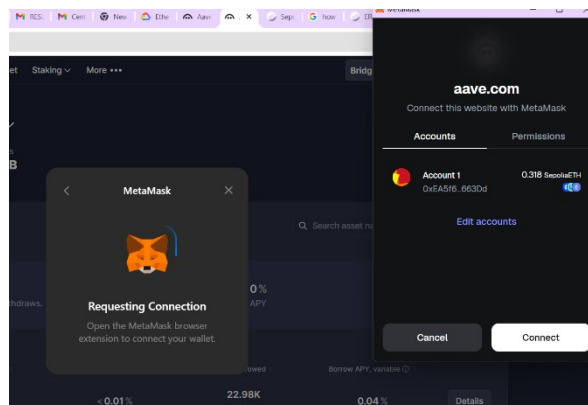 RES:
Cent
New
Ethe
Aave
Sepo
how
MetaMask
Staking
More •••
Bridg
B
MetaMask
Search asset na
Requesting Connection
Open the MetaMask browser
extension to connect your wallet.
hdraws.
0%
APY
owed
Borrow APY, variable
<0.01%
22.98K
0.04%
Details
aave.com
Connect this website with MetaMask
Accounts
Permissions
Account 1
0.318 SepoliaETH
0xEA5f6..663Dd
Edit accounts
Cancel
Connect